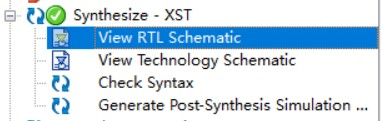 Synthesize - XST
View RTL Schematic
View Technology Schematic
Check Syntax
Generate Post-Synthesis Simulation ...